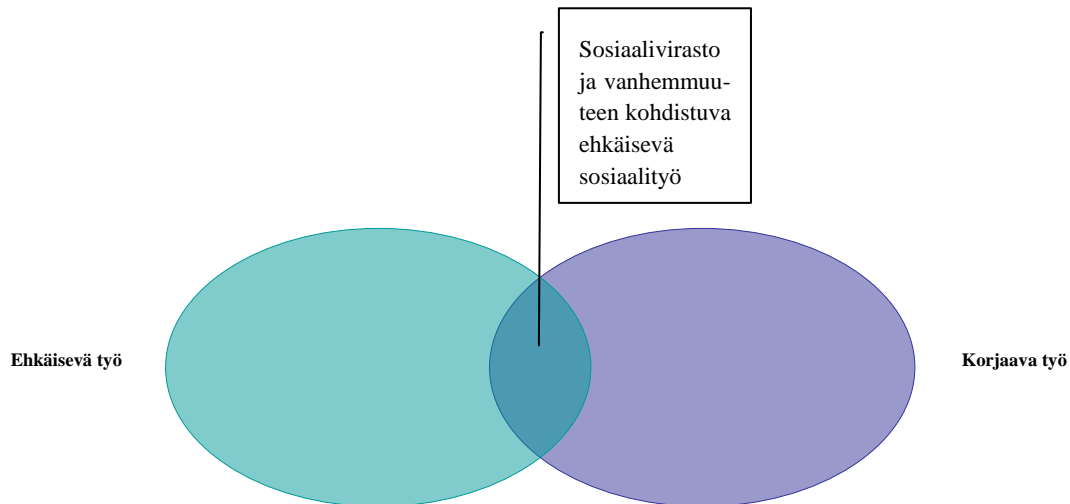 Sosiaalivirasto
ja vanhemmuu-
teen kohdistuva
ehkäisevä
sosiaalityö
Ehkäisevä työ
Korjaava työ